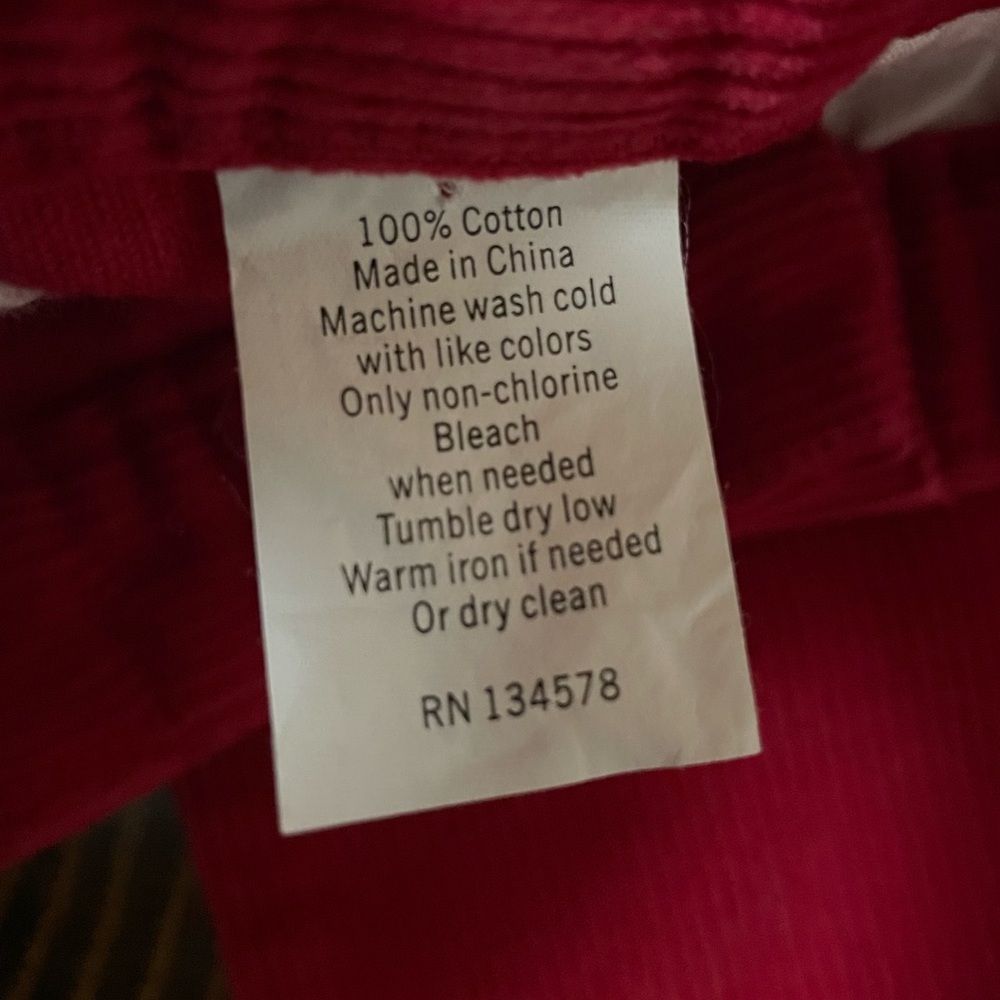 100% Cotton
Made in China
Machine wash cold
with like colors
Only non-chlorine
Bleach
when needed
Tumble dry low
Warm iron if needed
Or dry clean
RN 134578